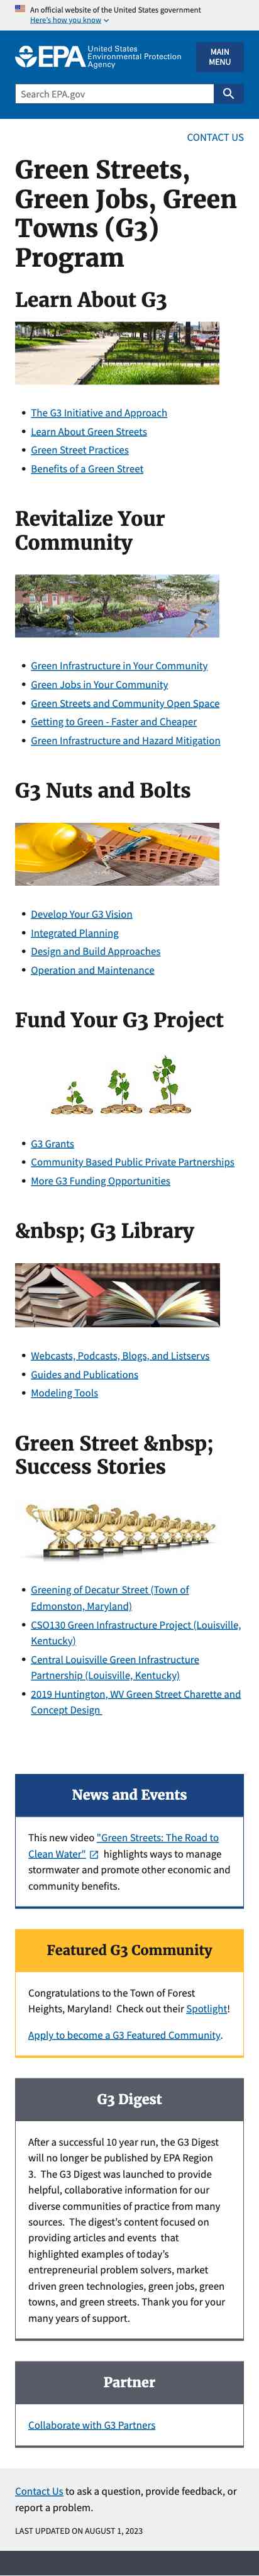 An official website of the United States government
Here's how you know
EPA United States
Environmental Protection
Agency
MAIN
MENU
Search EPA.gov
CONTACT US
Green Streets,
Green Jobs, Green
Towns (G3)
Program
Learn About G3
The G3 Initiative and Approach
Learn About Green Streets
Green Street Practices
Benefits of a Green Street
Revitalize Your
Community
Green Infrastructure in Your Community
Green Jobs in Your Community
Green Streets and Community Open Space
Getting to Green - Faster and Cheaper
Green Infrastructure and Hazard Mitigation
G3 Nuts and Bolts
Develop Your G3 Vision
Integrated Planning
Design and Build Approaches
Operation and Maintenance
Fund Your G3 Project
G3 Grants
Community Based Public Private Partnerships
More G3 Funding Opportunities
&nbsp; G3 Library
Webcasts, Podcasts, Blogs, and Listservs
Guides and Publications
Modeling Tools
Green Street &nbsp;
Success Stories
Greening of Decatur Street (Town of
Edmonston, Maryland)
CSO130 Green Infrastructure Project (Louisville,
Kentucky)
Central Louisville Green Infrastructure
Partnership (Louisville, Kentucky)
2019 Huntington, WV Green Street Charette and
Concept Design
News and Events
This new video "Green Streets: The Road to
Clean Water" highlights ways to manage
stormwater and promote other economic and
community benefits.
Featured G3 Community
Congratulations to the Town of Forest
Heights, Maryland! Check out their Spotlight!
Apply to become a G3 Featured Community.
G3 Digest
After a successful 10 year run, the G3 Digest
will no longer be published by EPA Region
3. The G3 Digest was launched to provide
helpful, collaborative information for our
diverse communities of practice from many
sources. The digest's content focused on
providing articles and events that
highlighted examples of today's
entrepreneurial problem solvers, market
driven green technologies, green jobs, green
towns, and green streets. Thank you for your
many years of support.
Partner
Collaborate with G3 Partners
Contact Us to ask a question, provide feedback, or
report a problem.
LAST UPDATED ON AUGUST 1, 2023